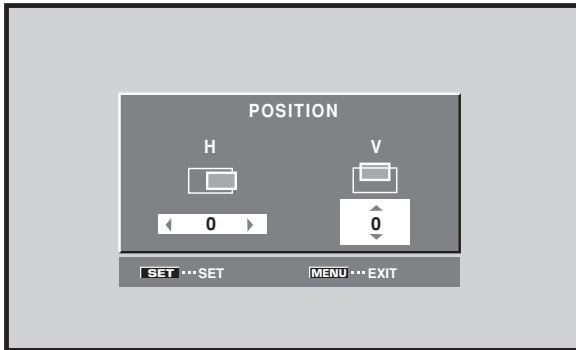 POSITION
H V
0 0
SET ··· SET MENU ··· EXIT